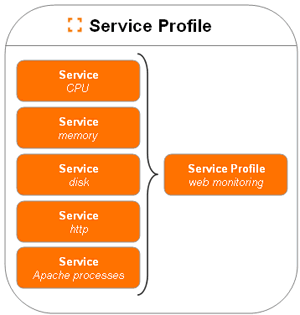 Service Profile
Service
CPU
Service
memory
Service
disk
Service
http
Service
Apache processes
Service Profile
web monitoring